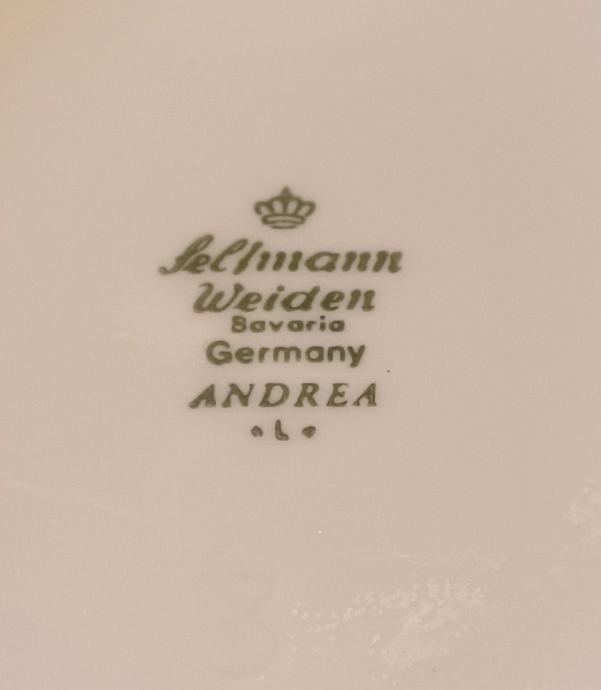 Seltmann
Weiden
Bavaria
Germany
ANDREA
• L •